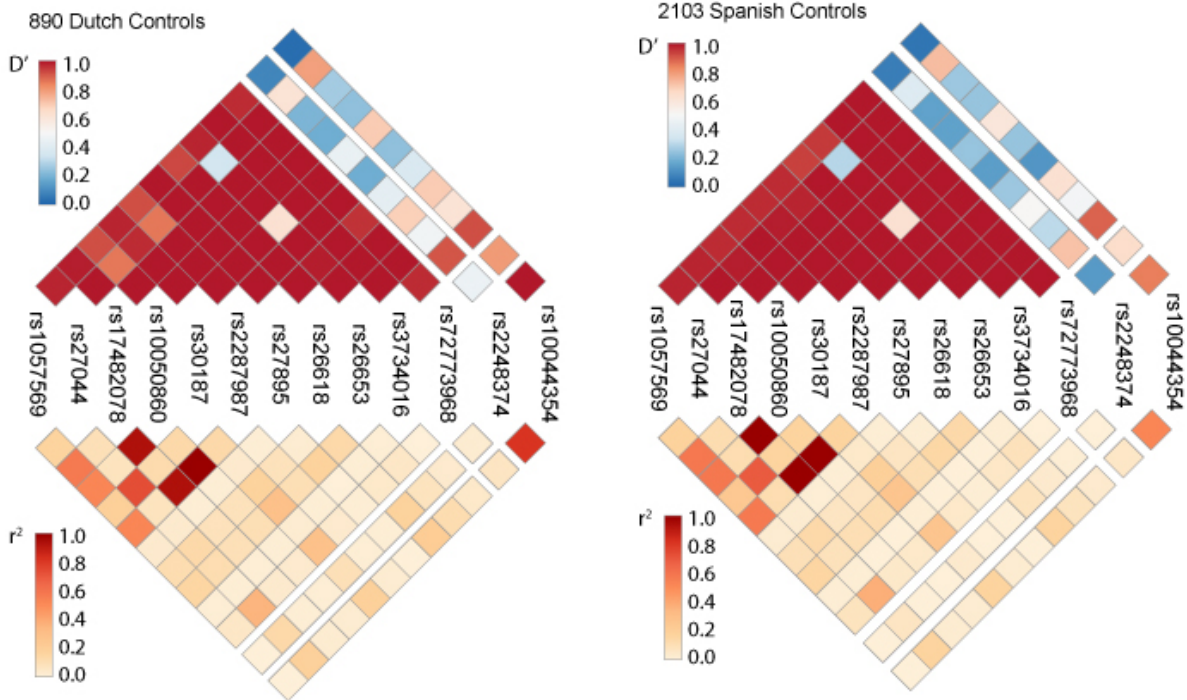 890 Dutch Controls
D′
1.0
0.8
0.6
0.4
0.2
0.0
rs1057569
rs270044
rs17482078
rs10050860
rs30187
rs2287987
rs27895
rs26618
rs26653
rs3734016
rs72773968
rs2248374
rs10044354
r²
1.0
0.8
0.6
0.4
0.2
0.0
2103 Spanish Controls
D′
1.0
0.8
0.6
0.4
0.2
0.0
rs1057569
rs270044
rs17482078
rs10050860
rs30187
rs2287987
rs27895
rs26618
rs26653
rs3734016
rs72773968
rs2248374
rs10044354
r²
1.0
0.8
0.6
0.4
0.2
0.0